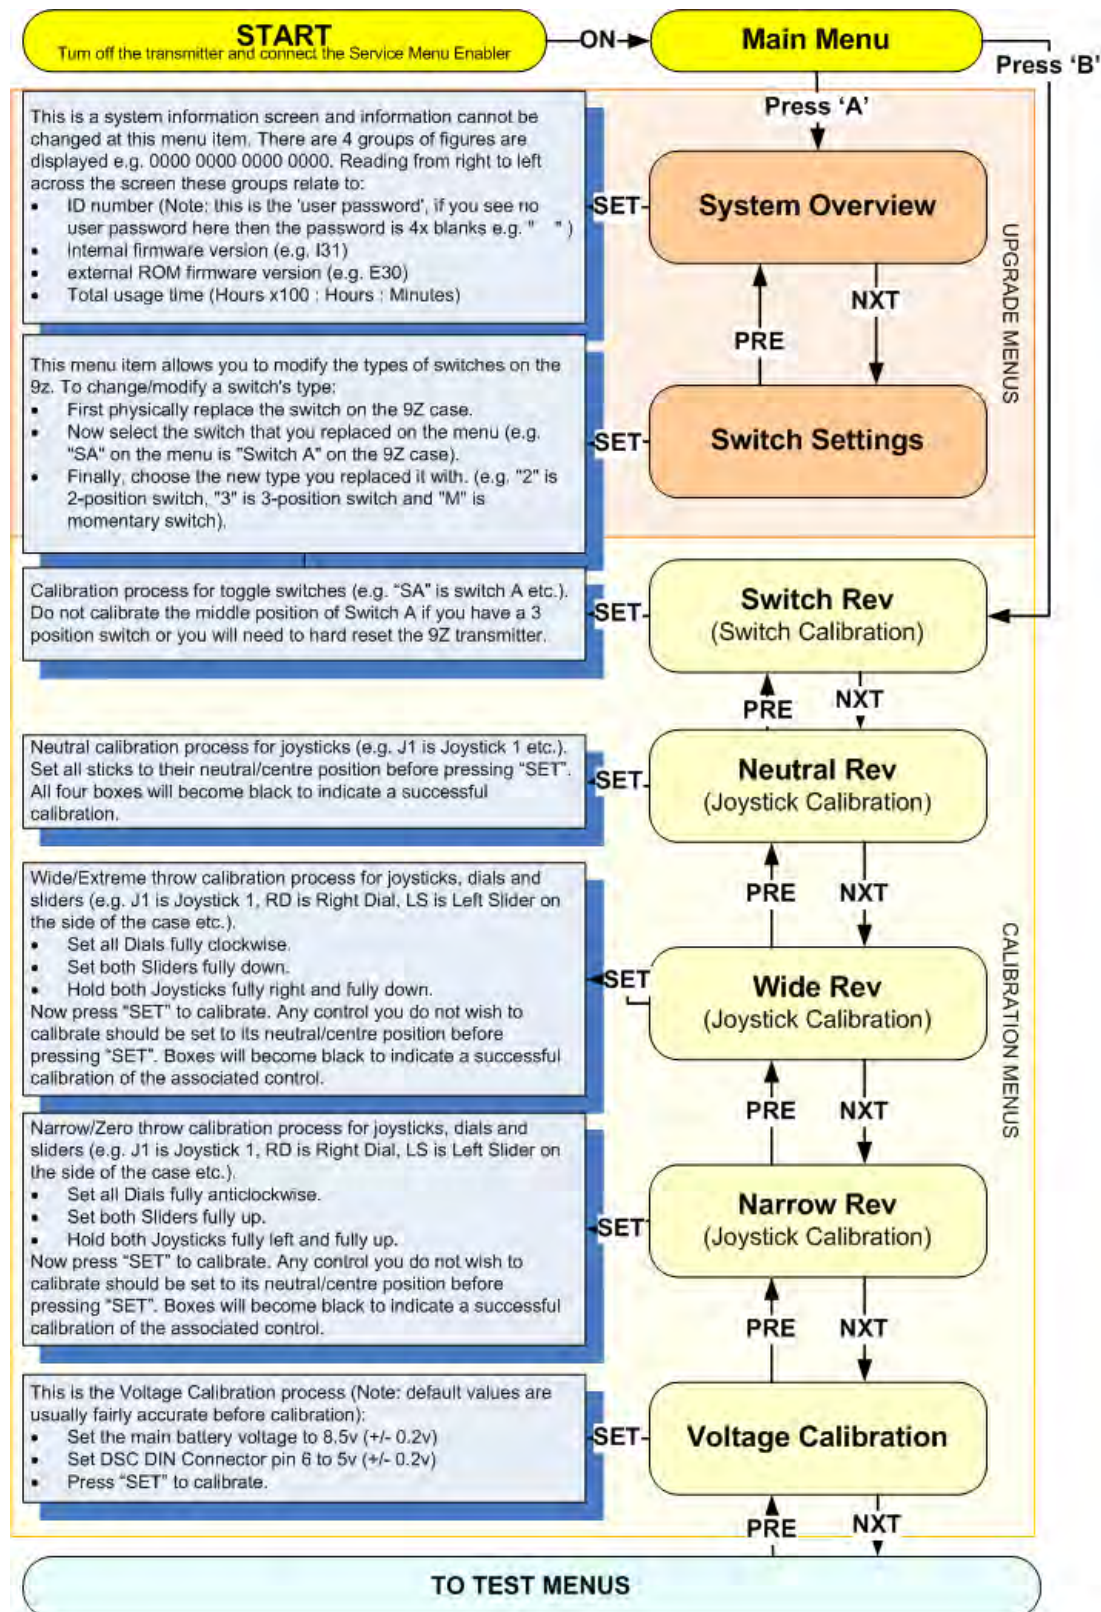 START
Turn off the transmitter and connect the Service Menu Enabler
ON
Main Menu
Press 'B'
Press 'A'
This is a system information screen and information cannot be
changed at this menu item. There are 4 groups of figures are
displayed e.g. 0000 0000 0000 0000. Reading from right to left
across the screen these groups relate to:
• ID number (Note: this is the 'user password', if you see no
user password here then the password is 4x blanks e.g. "    " )
• internal firmware version (e.g. I31)
• external ROM firmware version (e.g. E30)
• Total usage time (Hours x100 : Hours : Minutes)
SET
System Overview
UPGRADE MENUS
PRE
NXT
This menu item allows you to modify the types of switches on the
9z. To change/modify a switch's type:
• First physically replace the switch on the 9Z case.
• Now select the switch that you replaced on the menu (e.g.
"SA" on the menu is "Switch A" on the 9Z case).
• Finally, choose the new type you replaced it with. (e.g. "2" is
2-position switch, "3" is 3-position switch and "M" is
momentary switch).
SET
Switch Settings
Calibration process for toggle switches (e.g. "SA" is switch A etc.).
Do not calibrate the middle position of Switch A if you have a 3
position switch or you will need to hard reset the 9Z transmitter.
SET
Switch Rev
(Switch Calibration)
PRE
NXT
Neutral calibration process for joysticks (e.g. J1 is Joystick 1 etc.).
Set all sticks to their neutral/centre position before pressing "SET".
All four boxes will become black to indicate a successful
calibration.
SET
Neutral Rev
(Joystick Calibration)
PRE
NXT
Wide/Extreme throw calibration process for joysticks, dials and
sliders (e.g. J1 is Joystick 1, RD is Right Dial, LS is Left Slider on
the side of the case etc.).
• Set all Dials fully clockwise.
• Set both Sliders fully down.
• Hold both Joysticks fully right and fully down.
Now press "SET" to calibrate. Any control you do not wish to
calibrate should be set to its neutral/centre position before
pressing "SET". Boxes will become black to indicate a successful
calibration of the associated control.
SET
Wide Rev
(Joystick Calibration)
CALIBRATION MENUS
PRE
NXT
Narrow/Zero throw calibration process for joysticks, dials and
sliders (e.g. J1 is Joystick 1, RD is Right Dial, LS is Left Slider on
the side of the case etc.).
• Set all Dials fully anticlockwise.
• Set both Sliders fully up.
• Hold both Joysticks fully left and fully up.
Now press "SET" to calibrate. Any control you do not wish to
calibrate should be set to its neutral/centre position before
pressing "SET". Boxes will become black to indicate a successful
calibration of the associated control.
SET
Narrow Rev
(Joystick Calibration)
PRE
NXT
This is the Voltage Calibration process (Note: default values are
usually fairly accurate before calibration):
• Set the main battery voltage to 8.5v (+/- 0.2v)
• Set DSC DIN Connector pin 6 to 5v (+/- 0.2v)
• Press "SET" to calibrate.
SET
Voltage Calibration
PRE
NXT
TO TEST MENUS